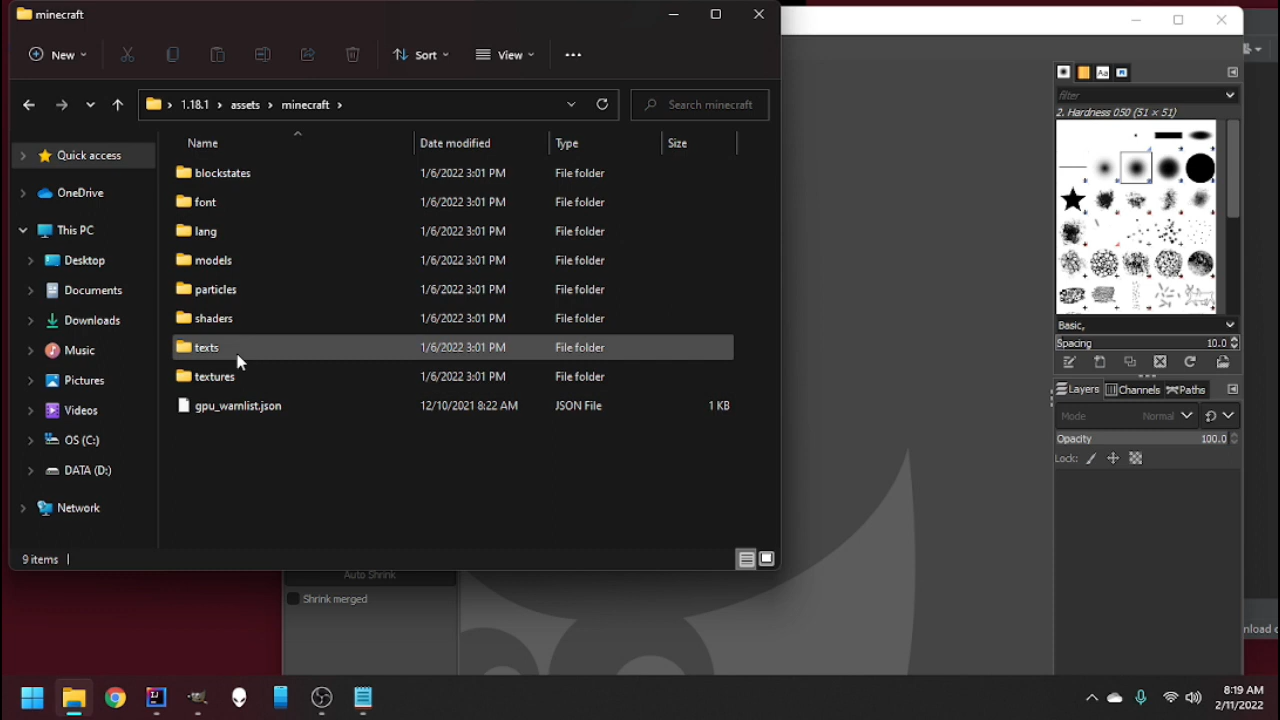 minecraft
New
Sort
View
1.18.1 > assets > minecraft >
Search minecraft
Name
Date modified
Type
Size
Quick access
OneDrive
This PC
Desktop
Documents
Downloads
Music
Pictures
Videos
OS (C:)
DATA (D:)
Network
blockstates 1/6/2022 3:01 PM File folder
font 1/6/2022 3:01 PM File folder
lang 1/6/2022 3:01 PM File folder
models 1/6/2022 3:01 PM File folder
particles 1/6/2022 3:01 PM File folder
shaders 1/6/2022 3:01 PM File folder
texts 1/6/2022 3:01 PM File folder
textures 1/6/2022 3:01 PM File folder
gpu_warnlist.json 12/10/2021 8:22 AM JSON File 1 KB
9 items
Auto Shrink
Shrink merged
Aa
filter
2. Hardness 050 (51 × 51)
Basic,
Spacing 10.0
Layers Channels Paths
Mode Normal
Opacity 100.0
Lock:
nload
8:19 AM
2/11/2022